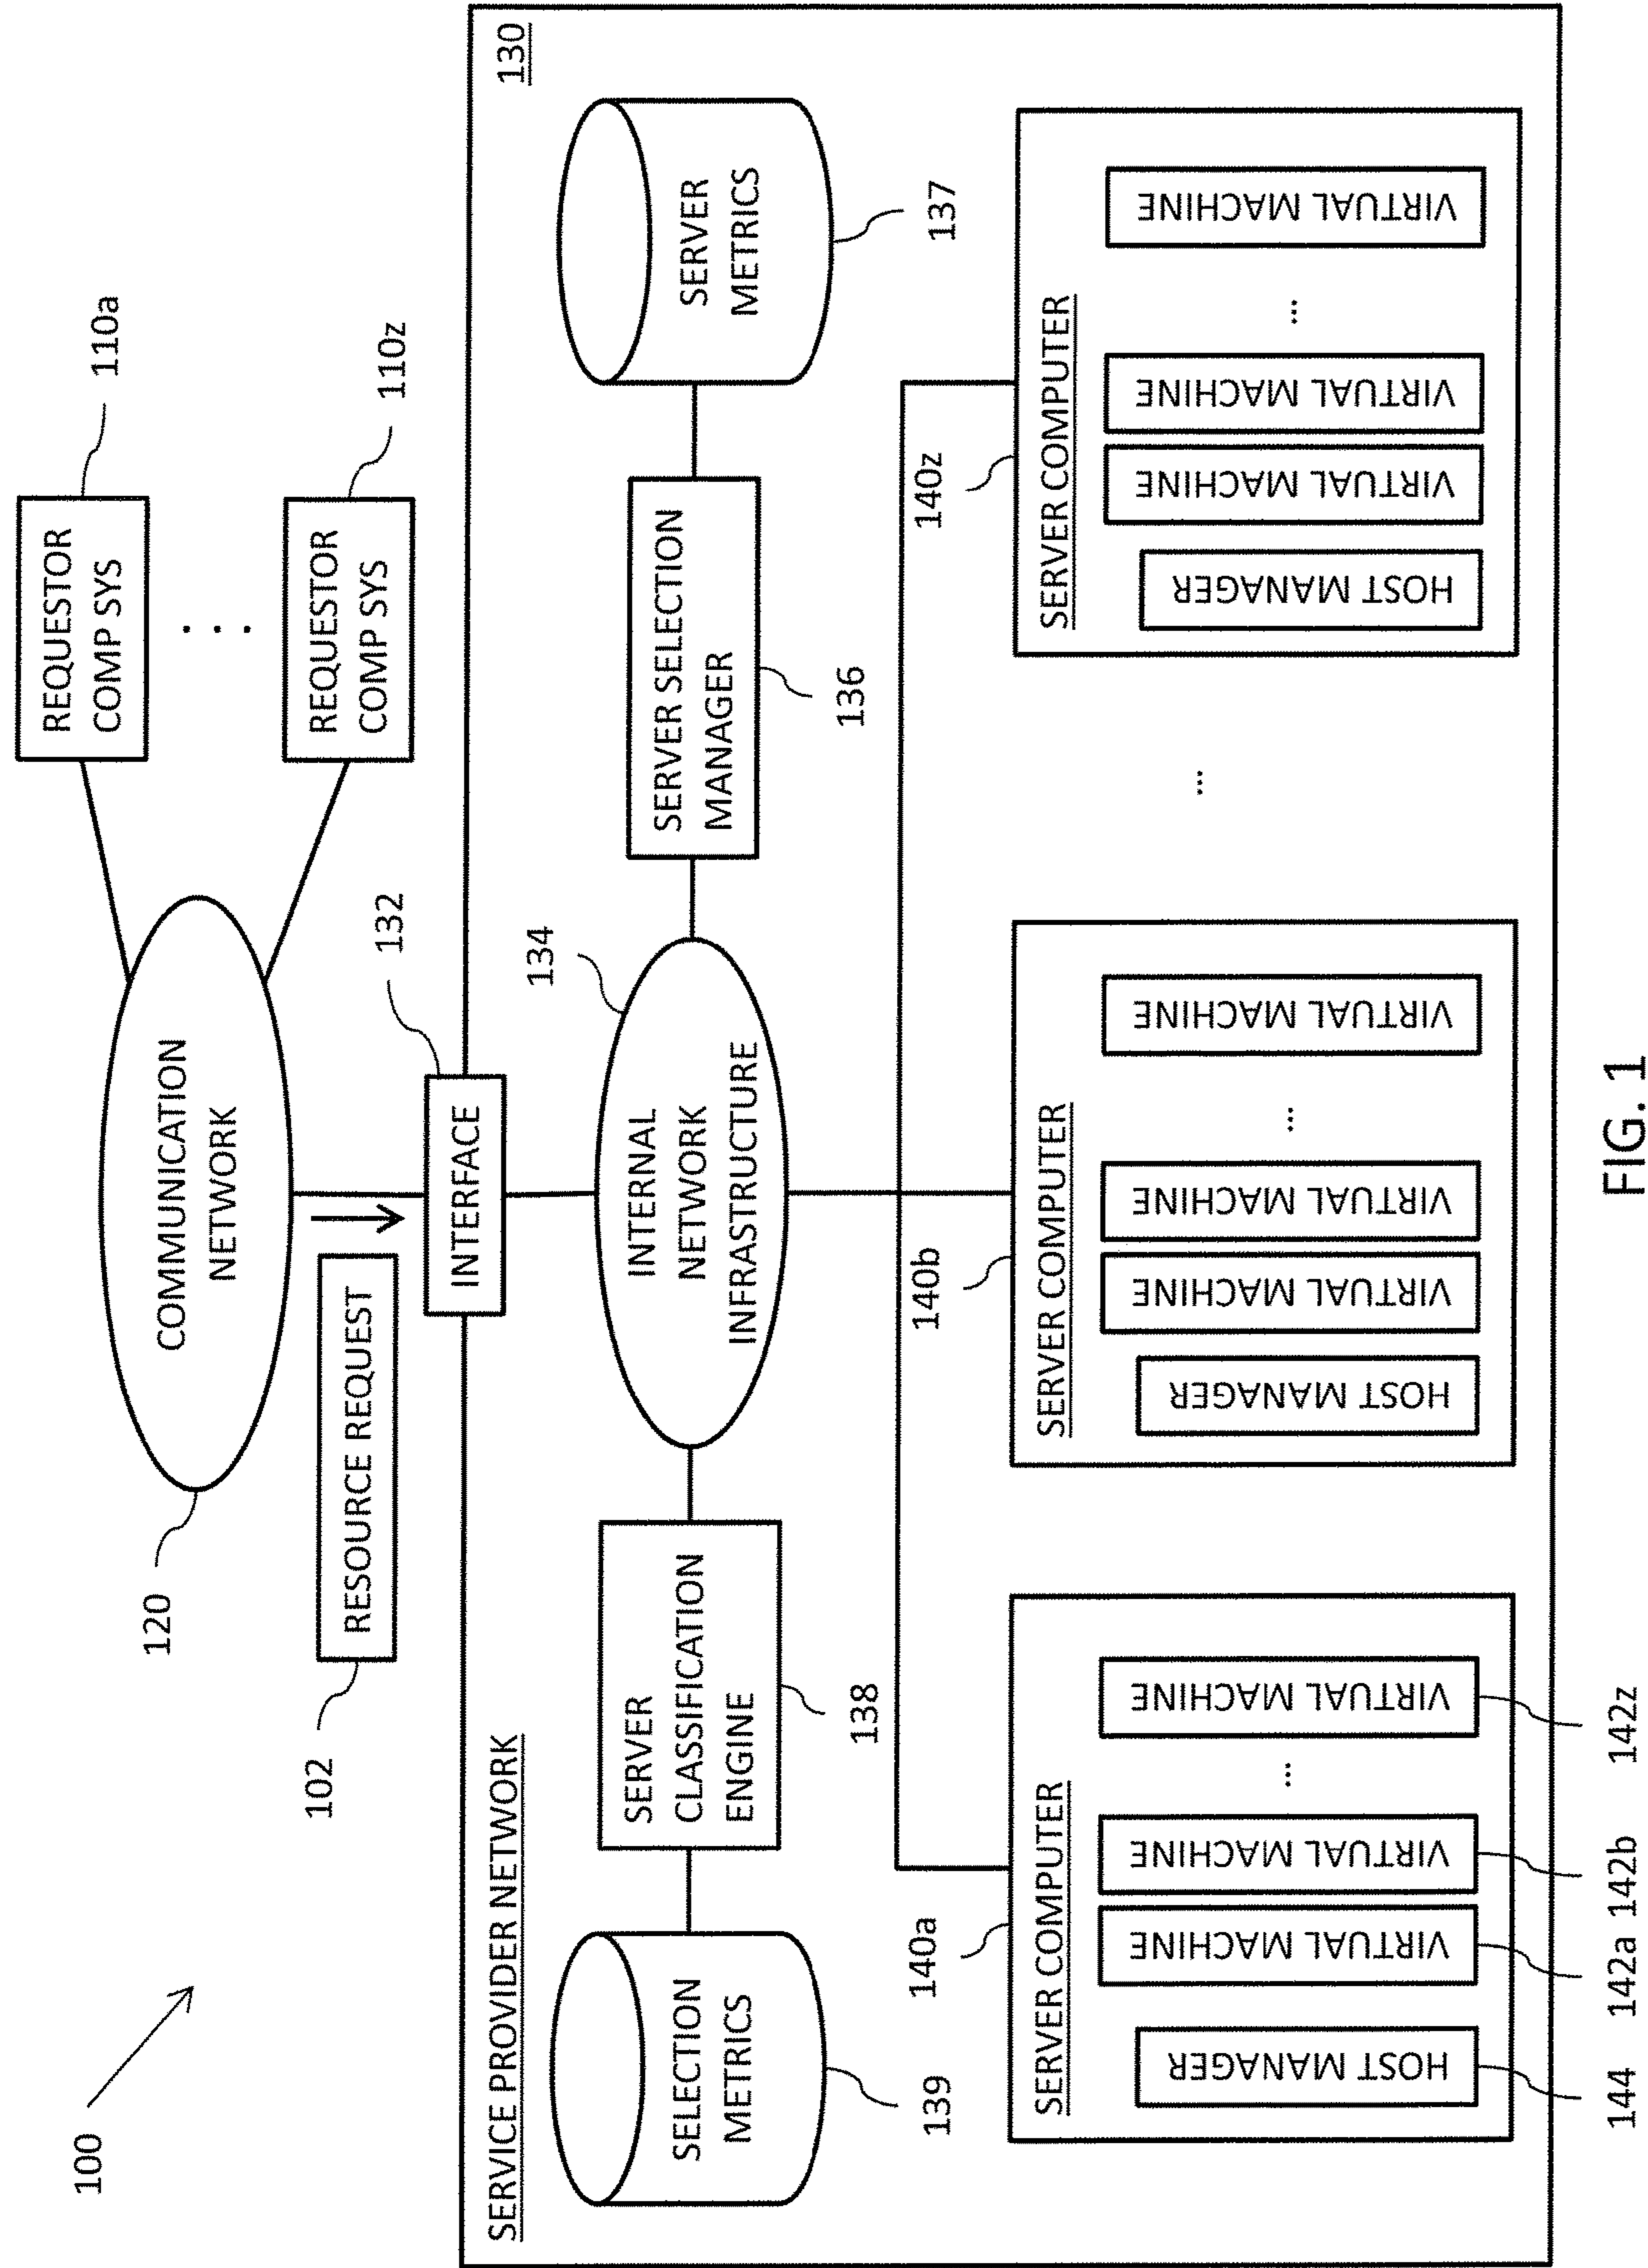 100
REQUESTOR
COMP SYS
110a
. . .
REQUESTOR
COMP SYS
110z
COMMUNICATION
NETWORK
120
RESOURCE REQUEST
102
INTERFACE
132
SERVICE PROVIDER NETWORK
130
SELECTION
METRICS
139
SERVER
CLASSIFICATION
ENGINE
138
INTERNAL
NETWORK
INFRASTRUCTURE
134
SERVER SELECTION
MANAGER
136
SERVER
METRICS
137
140a
SERVER COMPUTER
HOST MANAGER
VIRTUAL MACHINE
VIRTUAL MACHINE
...
VIRTUAL MACHINE
144
142a
142b
142z
140b
SERVER COMPUTER
HOST MANAGER
VIRTUAL MACHINE
VIRTUAL MACHINE
...
VIRTUAL MACHINE
...
140z
SERVER COMPUTER
HOST MANAGER
VIRTUAL MACHINE
VIRTUAL MACHINE
...
VIRTUAL MACHINE
FIG. 1